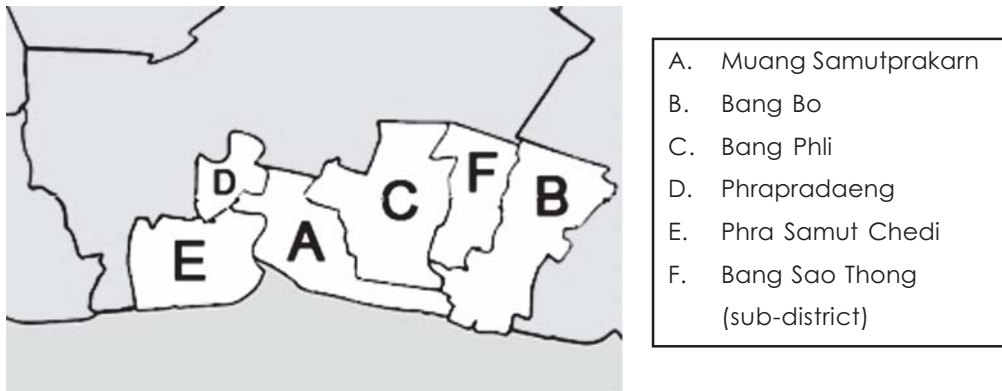 D
C
F
B
E
A
A. Muang Samutprakarn
B. Bang Bo
C. Bang Phli
D. Phrapradaeng
E. Phra Samut Chedi
F. Bang Sao Thong
(sub-district)